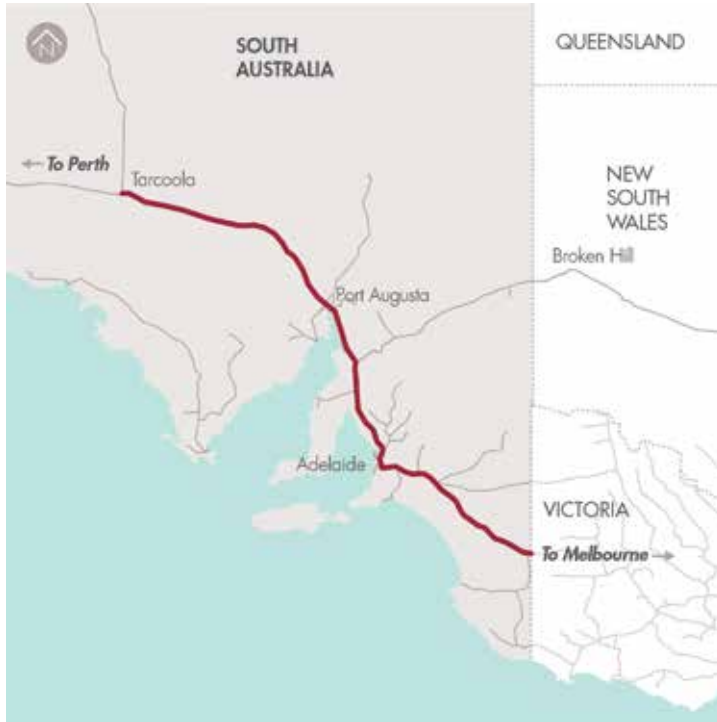 N
SOUTH
AUSTRALIA
QUEENSLAND
To Perth
Tarcoola
NEW
SOUTH
WALES
Broken Hill
Port Augusta
Adelaide
VICTORIA
To Melbourne